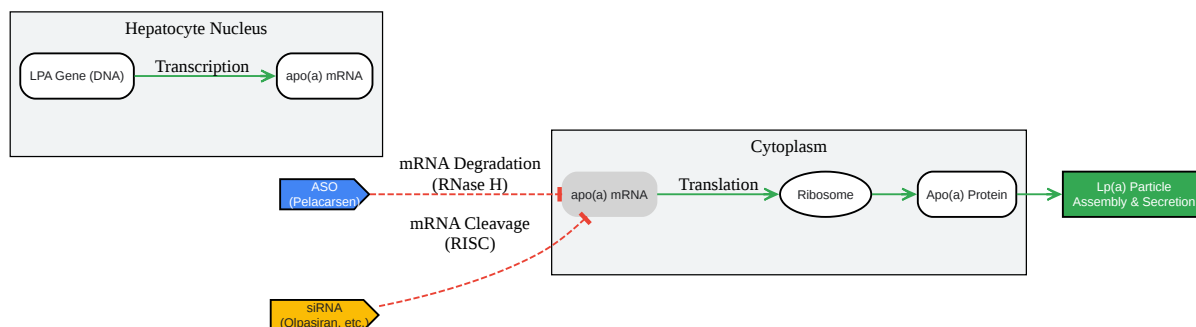 Hepatocyte Nucleus
LPA Gene (DNA)
Transcription
apo(a) mRNA
Cytoplasm
mRNA Degradation
(RNase H)
ASO
(Pelacarsen)
apo(a) mRNA
Translation
Ribosome
Apo(a) Protein
Lp(a) Particle
Assembly & Secretion
mRNA Cleavage
(RISC)
siRNA
(Olpasiran, etc.)